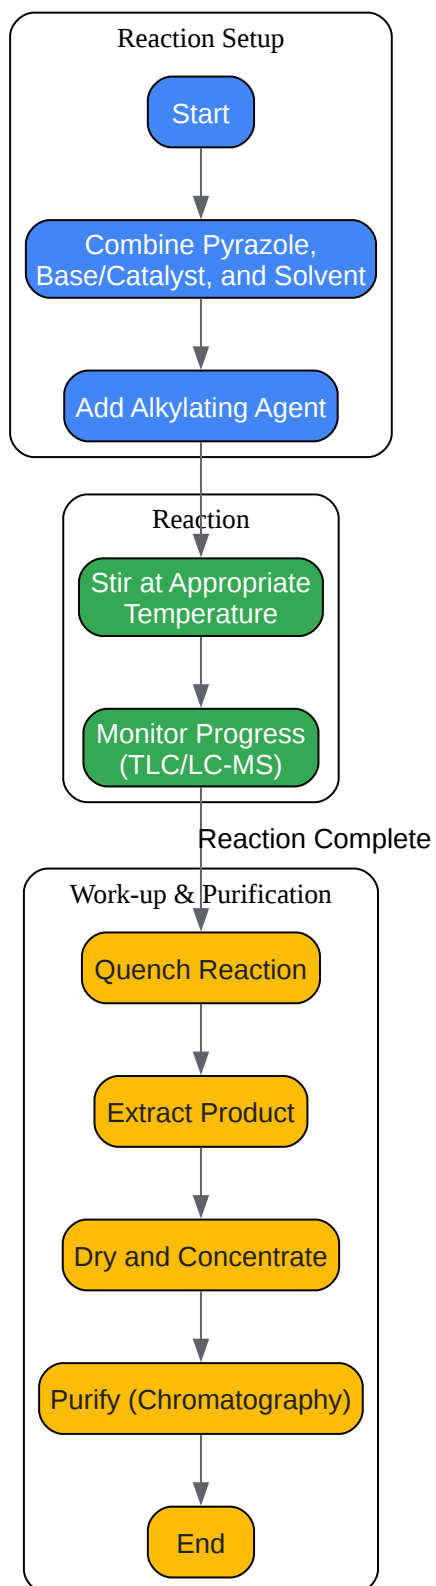 Reaction Setup
Start
Combine Pyrazole,
Base/Catalyst, and Solvent
Add Alkylating Agent
Reaction
Stir at Appropriate
Temperature
Monitor Progress
(TLC/LC-MS)
Reaction Complete
Work-up & Purification
Quench Reaction
Extract Product
Dry and Concentrate
Purify (Chromatography)
End